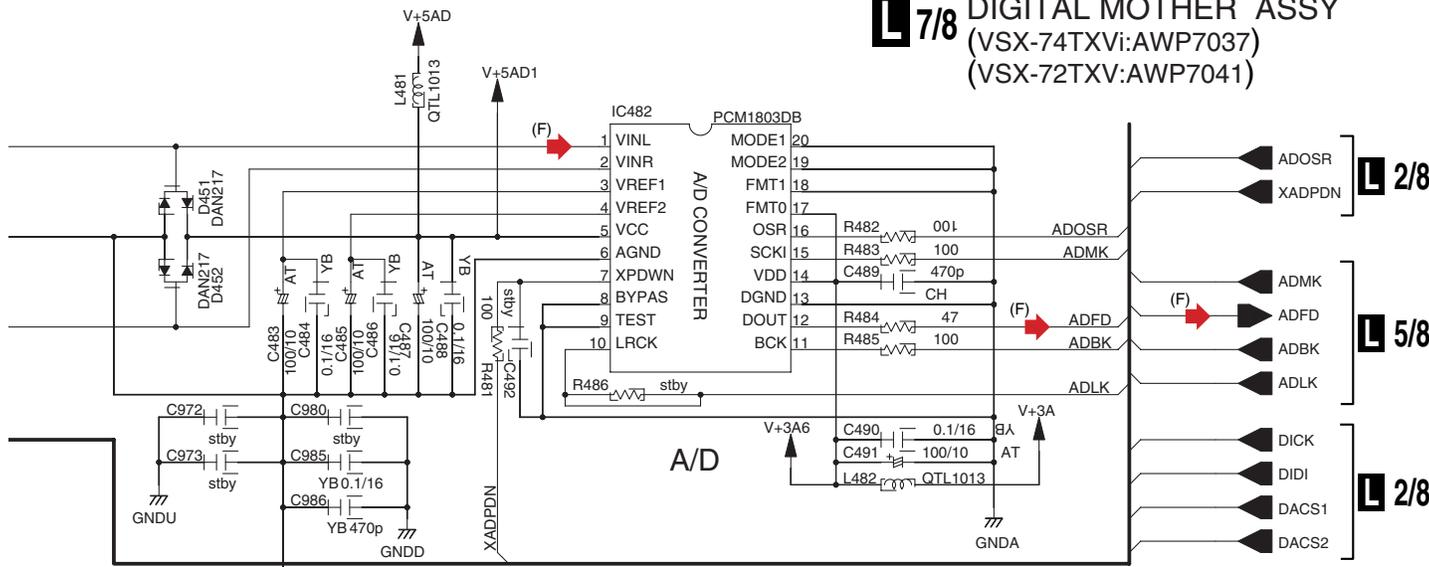 L 7/8 DIGITAL MOTHER ASSY
(VSX-74TXVi:AWP7037)
(VSX-72TXV:AWP7041)
V+5AD
L481
QTL1013
V+5AD1
IC482
PCM1803DB
A/D CONVERTER
(F)
1 VINL
2 VINR
3 VREF1
4 VREF2
5 VCC
6 AGND
7 XPDWN
8 BYPAS
9 TEST
10 LRCK
MODE1 20
MODE2 19
FMT1 18
FMT0 17
OSR 16
SCKI 15
VDD 14
DGND 13
DOUT 12
BCK 11
D451
DAN217
DAN217
D452
AT
YB
AT
YB
AT
YB
C483
100/10
C484
0.1/16
C485
100/10
C486
0.1/16
C487
100/10
C488
0.1/16
100
stby
R481
C492
R486 stby
R482 100 ADOSR
R483 100 ADMK
C489 470p
CH
R484 47 (F) ADFD
R485 100 ADBK
ADLK
C972
stby
C973
stby
C980
stby
C985
YB 0.1/16
C986
YB 470p
GNDU
GNDD
XADPDN
A/D
V+3A6
V+3A
C490 0.1/16 YB
C491 100/10 AT
L482 QTL1013
GNDA
ADOSR
XADPDN
L 2/8
ADMK
(F)
ADFD
ADBK
ADLK
L 5/8
DICK
DIDI
DACS1
DACS2
L 2/8